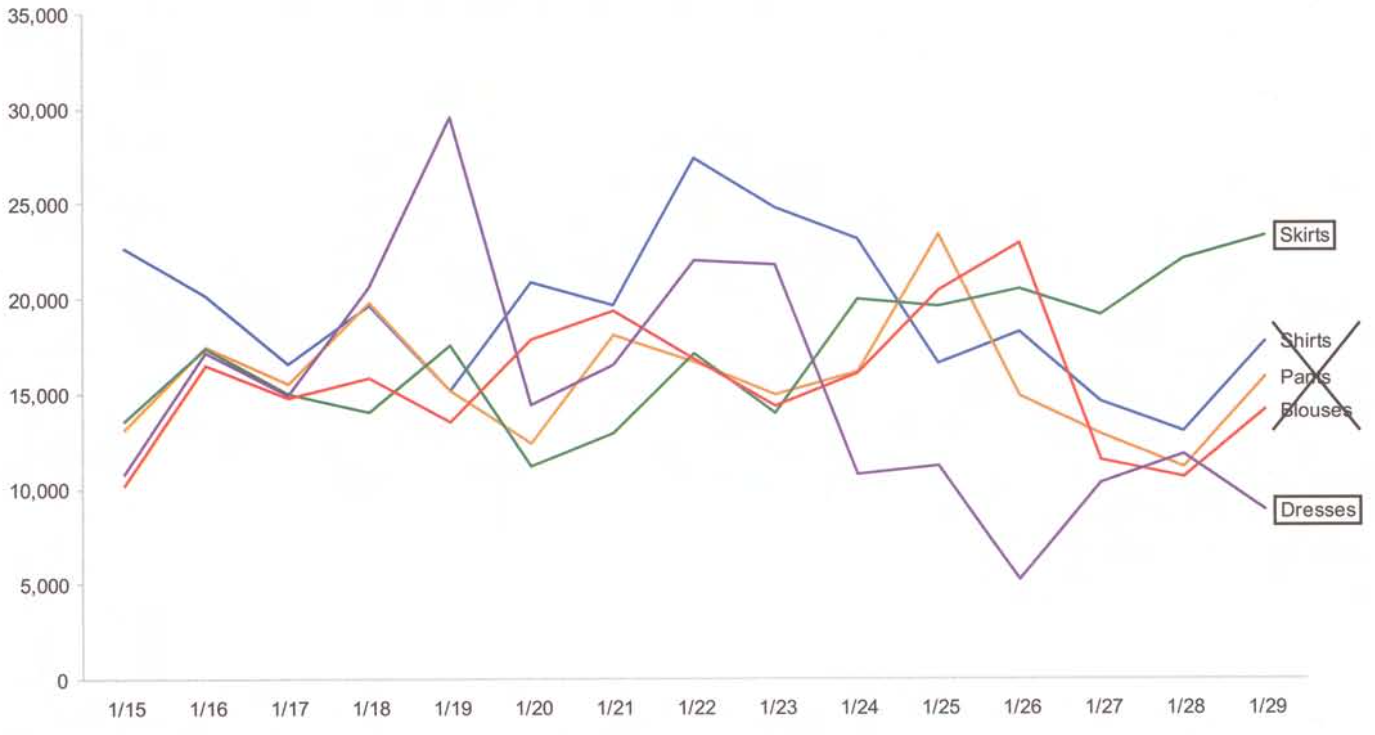 35,000
30,000
25,000
20,000
15,000
10,000
5,000
0
1/15 1/16 1/17 1/18 1/19 1/20 1/21 1/22 1/23 1/24 1/25 1/26 1/27 1/28 1/29
Skirts
Shirts
Pants
Blouses
Dresses